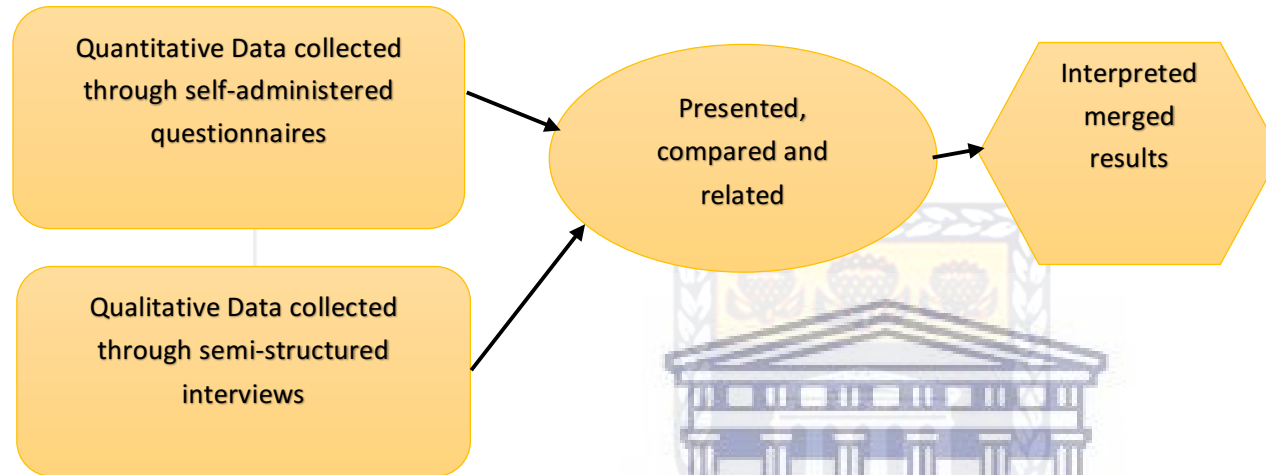 Quantitative Data collected
through self-administered
questionnaires
Qualitative Data collected
through semi-structured
interviews
Presented,
compared and
related
Interpreted
merged
results